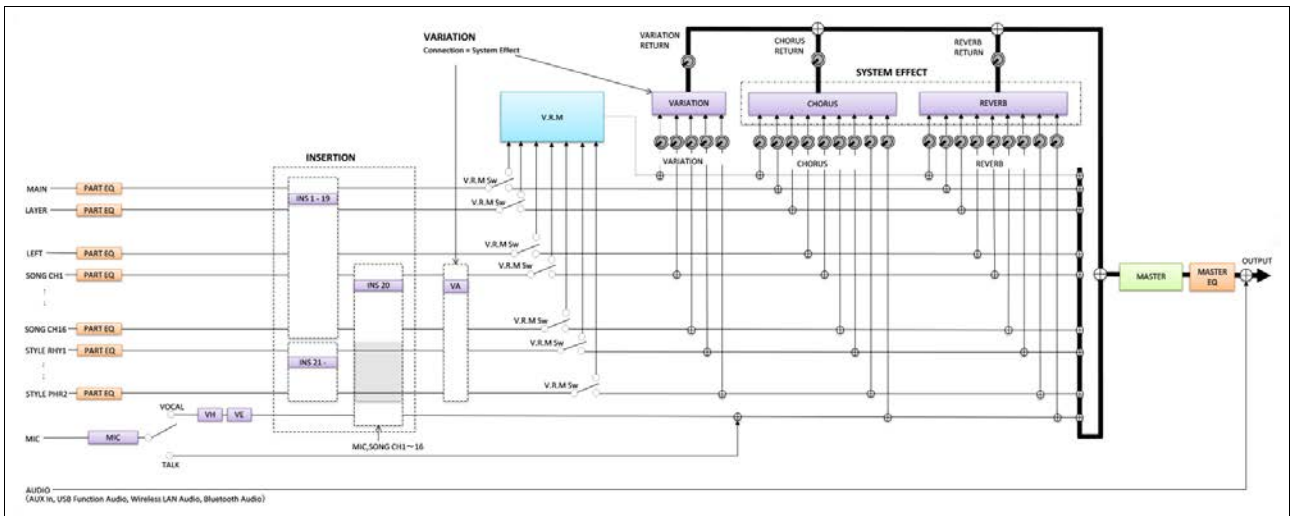 VARIATION
Connection = System Effect
VARIATION
RETURN
CHORUS
RETURN
REVERB
RETURN
SYSTEM EFFECT
V.R.M
VARIATION
CHORUS
REVERB
VARIATION
CHORUS
REVERB
INSERTION
MAIN
PART EQ
INS 1 - 19
V.R.M Sw
LAYER
PART EQ
V.R.M Sw
LEFT
PART EQ
V.R.M Sw
SONG CH1
PART EQ
INS 20
VA
V.R.M Sw
MASTER
MASTER
EQ
OUTPUT
SONG CH16
PART EQ
V.R.M Sw
STYLE RHY1
PART EQ
INS 21 -
V.R.M Sw
STYLE PHR2
PART EQ
V.R.M Sw
VOCAL
VH
VE
MIC
MIC
MIC,SONG CH1～16
TALK
AUDIO
(AUX In, USB Function Audio, Wireless LAN Audio, Bluetooth Audio)